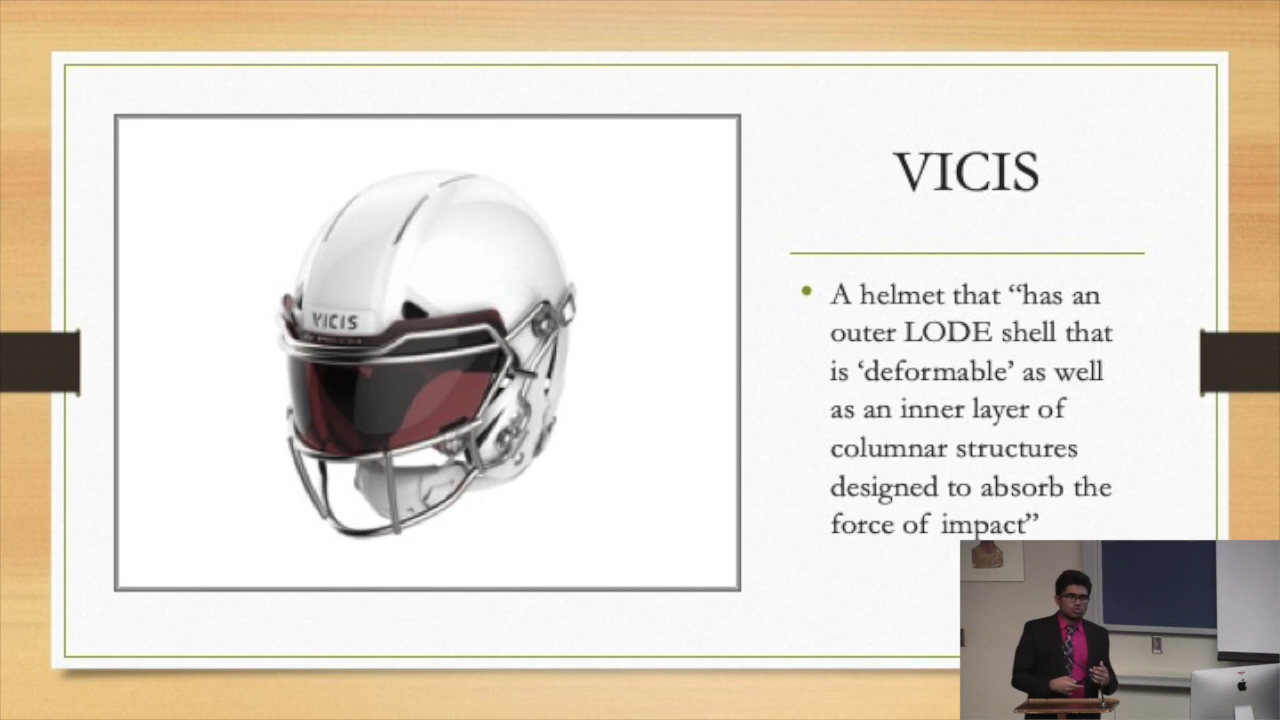 VICIS
VICIS
A helmet that “has an
outer LODE shell that
is ‘deformable’ as well
as an inner layer of
columnar structures
designed to absorb the
force of impact”